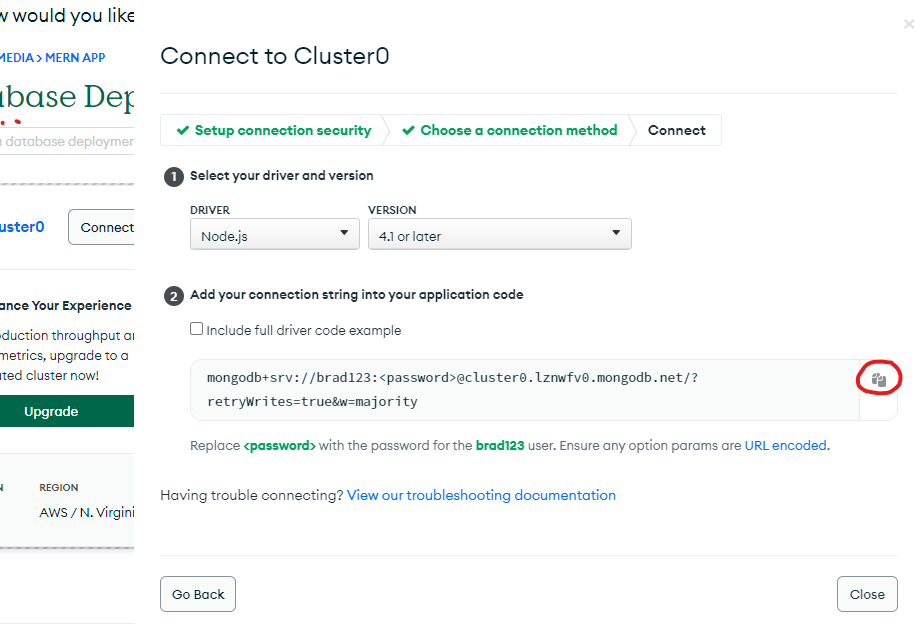 w would you like
MEDIA > MERN APP
abase Dep
a database deploymen
uster0
Connect
ance Your Experience
oduction throughput an
metrics, upgrade to a
ated cluster now!
Upgrade
N
REGION
AWS / N. Virgini
Connect to Cluster0
Setup connection security
Choose a connection method
Connect
1 Select your driver and version
DRIVER VERSION
Node.js 4.1 or later
2 Add your connection string into your application code
Include full driver code example
mongodb+srv://brad123:<password>@cluster0.lznwfv0.mongodb.net/?
retryWrites=true&w=majority
Replace <password> with the password for the brad123 user. Ensure any option params are URL encoded.
Having trouble connecting? View our troubleshooting documentation
Go Back
Close